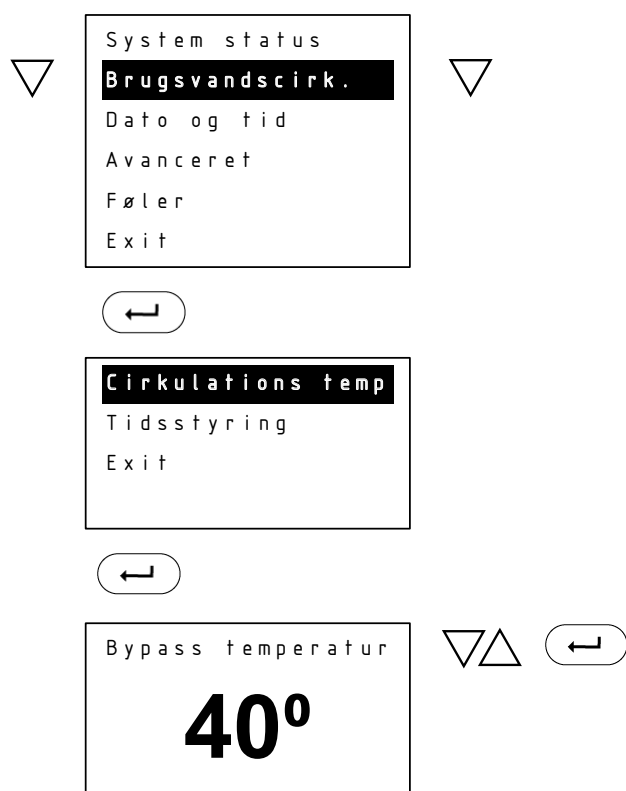 System status
Brugsvandscirk.
Dato og tid
Avanceret
Føler
Exit
Cirkulations temp
Tidsstyring
Exit
Bypass temperatur
40º